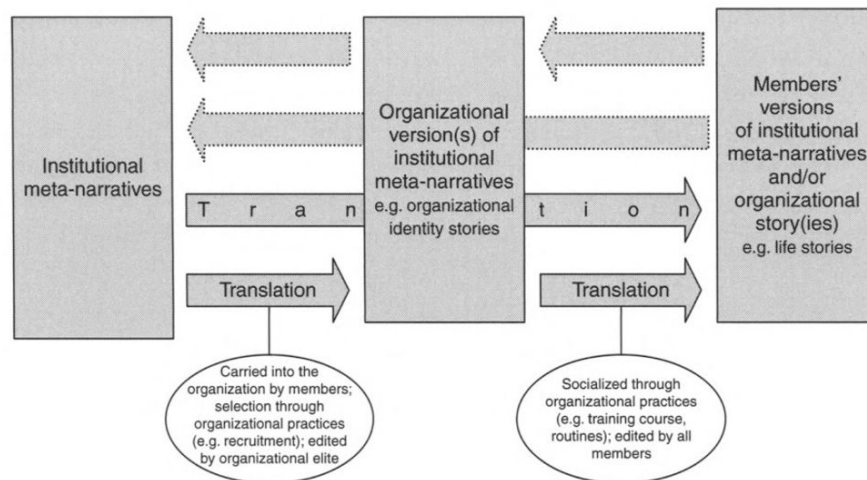 Institutional
meta-narratives
Organizational
version(s) of
institutional
meta-narratives
e.g. organizational
identity stories
Members'
versions
of institutional
meta-narratives
and/or
organizational
story(ies)
e.g. life stories
T r a n
t i o n
Translation
Translation
Carried into the
organization by members;
selection through
organizational practices
(e.g. recruitment); edited
by organizational elite
Socialized through
organizational practices
(e.g. training course,
routines); edited by all
members